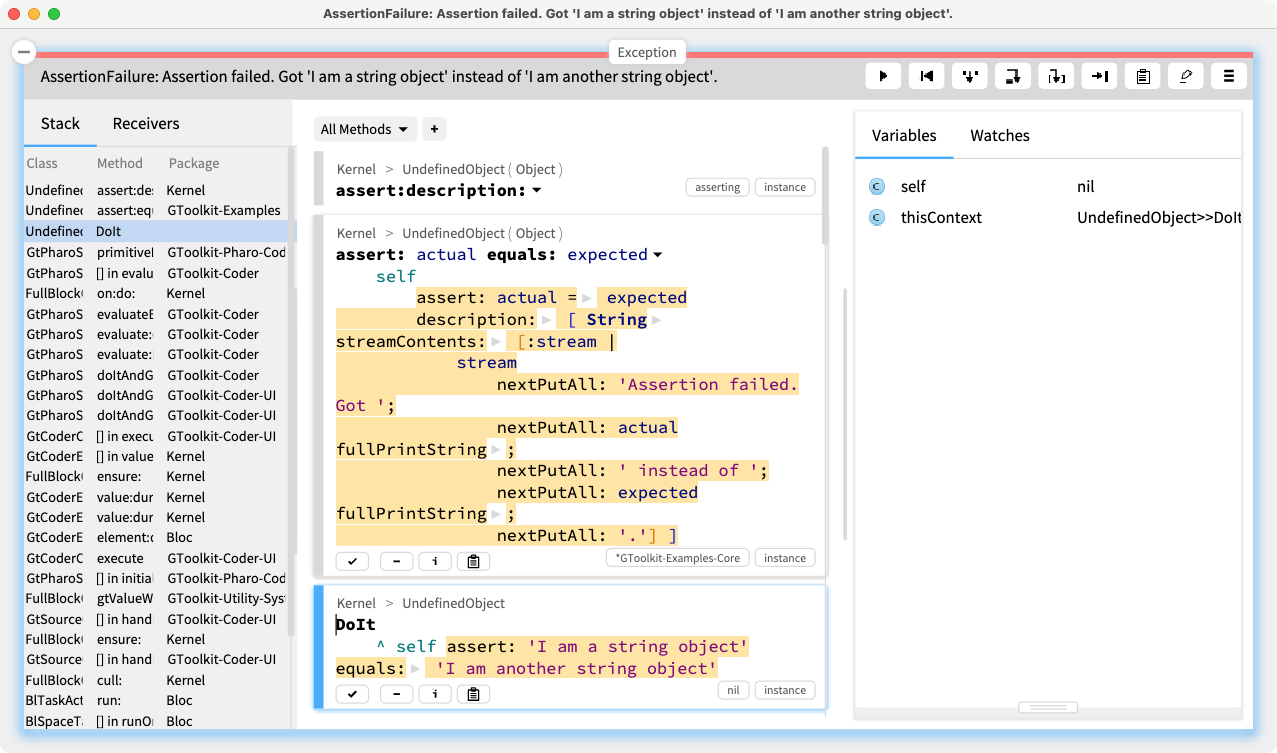 AssertionFailure: Assertion failed. Got 'I am a string object' instead of 'I am another string object'.
Exception
AssertionFailure: Assertion failed. Got 'I am a string object' instead of 'I am another string object'.
Stack Receivers
Class Method Package
Undefined assert:de: Kernel
Undefined assert:equ GToolkit-Examples
Undefined DoIt
GtPharoS primitivel GToolkit-Pharo-Cod
GtPharoS [] in evalu GToolkit-Coder
FullBlock on:do: Kernel
GtPharoS evaluateE GToolkit-Coder
GtPharoS evaluate: GToolkit-Coder
GtPharoS evaluate: GToolkit-Coder
GtPharoS doItAndG GToolkit-Coder
GtPharoS doItAndG GToolkit-Coder-UI
GtPharoS doItAndG GToolkit-Coder-UI
GtCoderC [] in execu GToolkit-Coder-UI
GtCoderE [] in value Kernel
FullBlock ensure: Kernel
GtCoderE value:dur Kernel
GtCoderE value:dur Kernel
GtCoderE element:c Bloc
GtCoderC execute GToolkit-Coder-UI
GtPharoS [] in initial GToolkit-Pharo-Cod
FullBlock gtValueW GToolkit-Utility-Sys
GtSource [] in hand GToolkit-Coder-UI
FullBlock ensure: Kernel
GtSource [] in hand GToolkit-Coder-UI
FullBlock cull: Kernel
BlTaskAct run: Bloc
BlSpaceTa [] in runOr Bloc
All Methods +
Kernel > UndefinedObject ( Object )
assert:description:
asserting instance
Kernel > UndefinedObject ( Object )
assert: actual equals: expected
self
assert: actual = expected
description: [ String
streamContents: [:stream |
stream
nextPutAll: 'Assertion failed.
Got ';
nextPutAll: actual
fullPrintString ;
nextPutAll: ' instead of ';
nextPutAll: expected
fullPrintString ;
nextPutAll: '.'] ]
i *GToolkit-Examples-Core instance
Kernel > UndefinedObject
DoIt
^ self assert: 'I am a string object'
equals: 'I am another string object'
i nil instance
Variables Watches
C self nil
C thisContext UndefinedObject>>DoIt